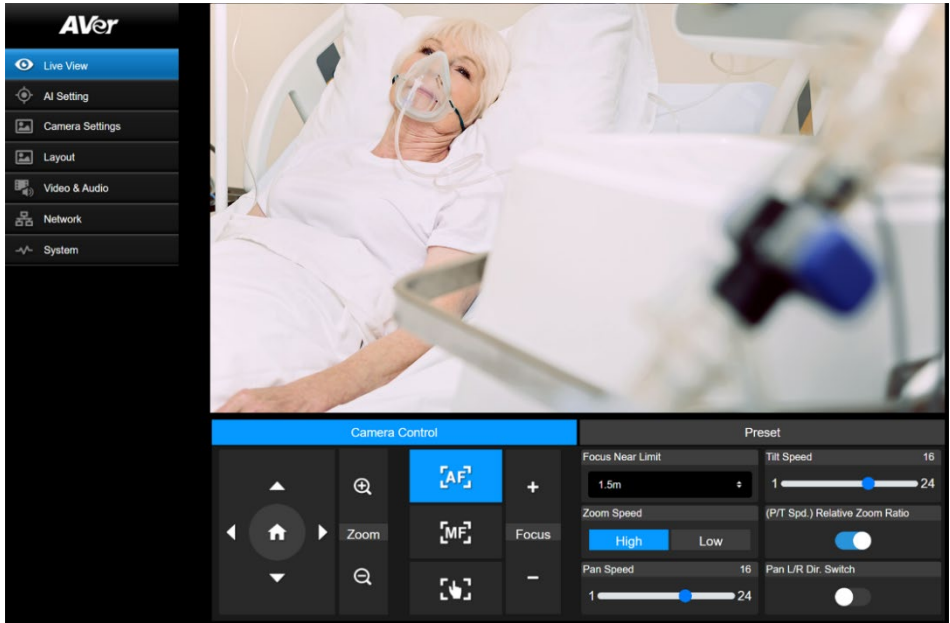 AVer
Live View
AI Setting
Camera Settings
Layout
Video & Audio
Network
System
Camera Control
Preset
Zoom
AF
MF
Focus
Focus Near Limit
1.5m
Tilt Speed 16
1 24
Zoom Speed
High Low
(P/T Spd.) Relative Zoom Ratio
Pan Speed 16
1 24
Pan L/R Dir. Switch